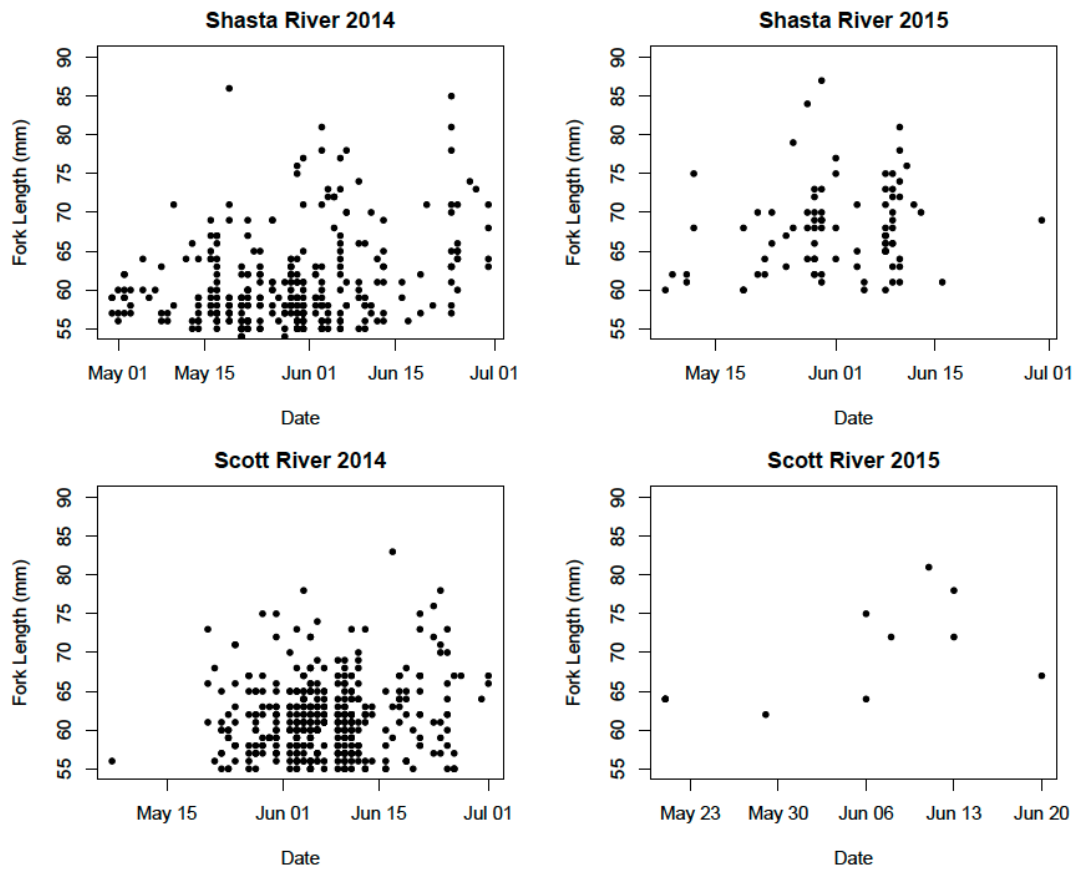 Shasta River 2014
Fork Length (mm)
90
85
80
75
70
65
60
55
May 01 May 15 Jun 01 Jun 15 Jul 01
Date
Shasta River 2015
Fork Length (mm)
90
85
80
75
70
65
60
55
May 15 Jun 01 Jun 15 Jul 01
Date
Scott River 2014
Fork Length (mm)
90
85
80
75
70
65
60
55
May 15 Jun 01 Jun 15 Jul 01
Date
Scott River 2015
Fork Length (mm)
90
85
80
75
70
65
60
55
May 23 May 30 Jun 06 Jun 13 Jun 20
Date